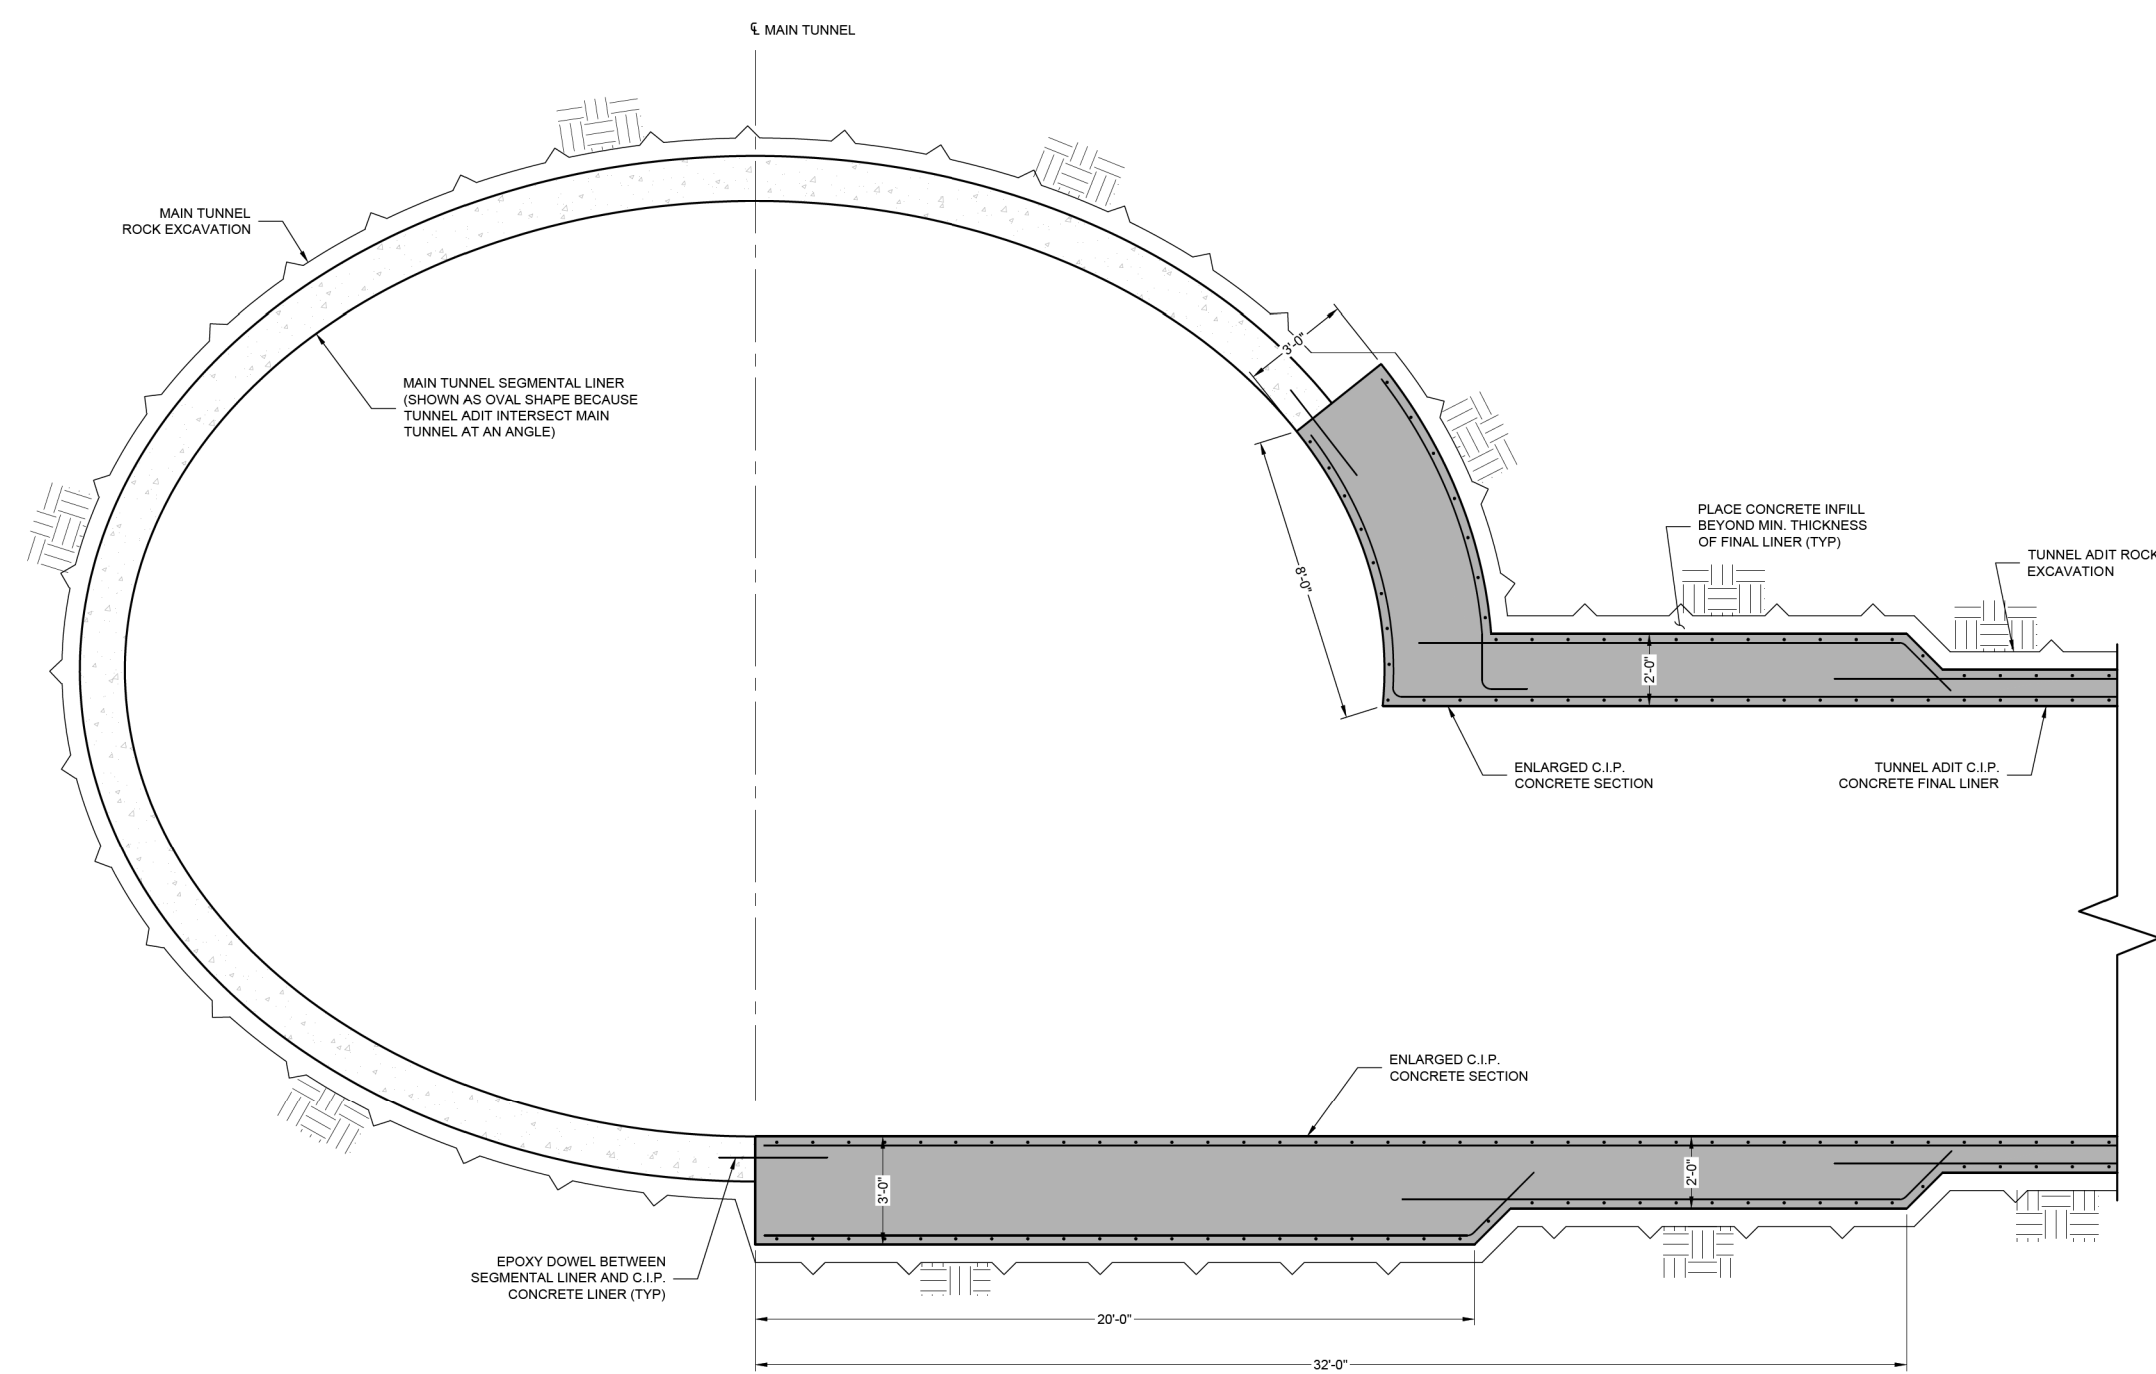 ℄ MAIN TUNNEL
MAIN TUNNEL
ROCK EXCAVATION
3'-0"
MAIN TUNNEL SEGMENTAL LINER
(SHOWN AS OVAL SHAPE BECAUSE
TUNNEL ADIT INTERSECT MAIN
TUNNEL AT AN ANGLE)
8'-0"
PLACE CONCRETE INFILL
BEYOND MIN. THICKNESS
OF FINAL LINER (TYP)
TUNNEL ADIT ROCK
EXCAVATION
2'-0"
ENLARGED C.I.P.
CONCRETE SECTION
TUNNEL ADIT C.I.P.
CONCRETE FINAL LINER
ENLARGED C.I.P.
CONCRETE SECTION
3'-0"
2'-0"
EPOXY DOWEL BETWEEN
SEGMENTAL LINER AND C.I.P.
CONCRETE LINER (TYP)
20'-0"
32'-0"